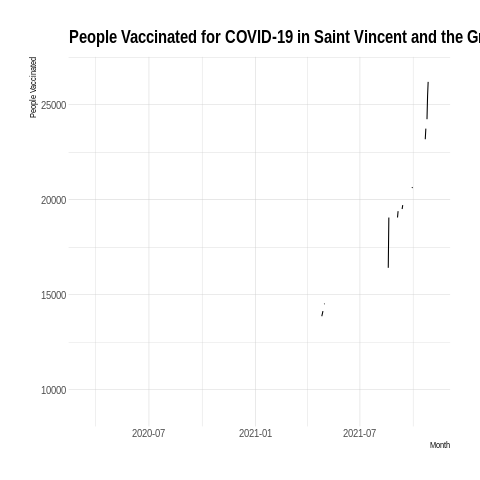 People Vaccinated for COVID-19 in Saint Vincent and the Gr
People Vaccinated
25000
20000
15000
10000
2020-07 2021-01 2021-07
Month